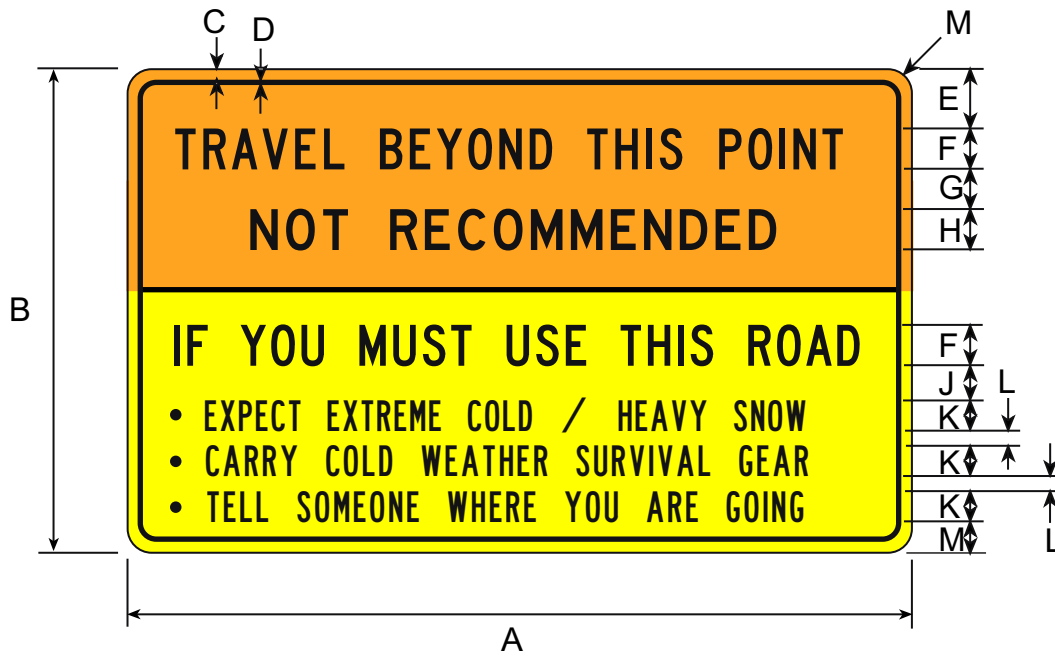 C D M
E
TRAVEL BEYOND THIS POINT F
G
NOT RECOMMENDED H
B
IF YOU MUST USE THIS ROAD F
J L
• EXPECT EXTREME COLD / HEAVY SNOW K
• CARRY COLD WEATHER SURVIVAL GEAR K
• TELL SOMEONE WHERE YOU ARE GOING K
M L
A